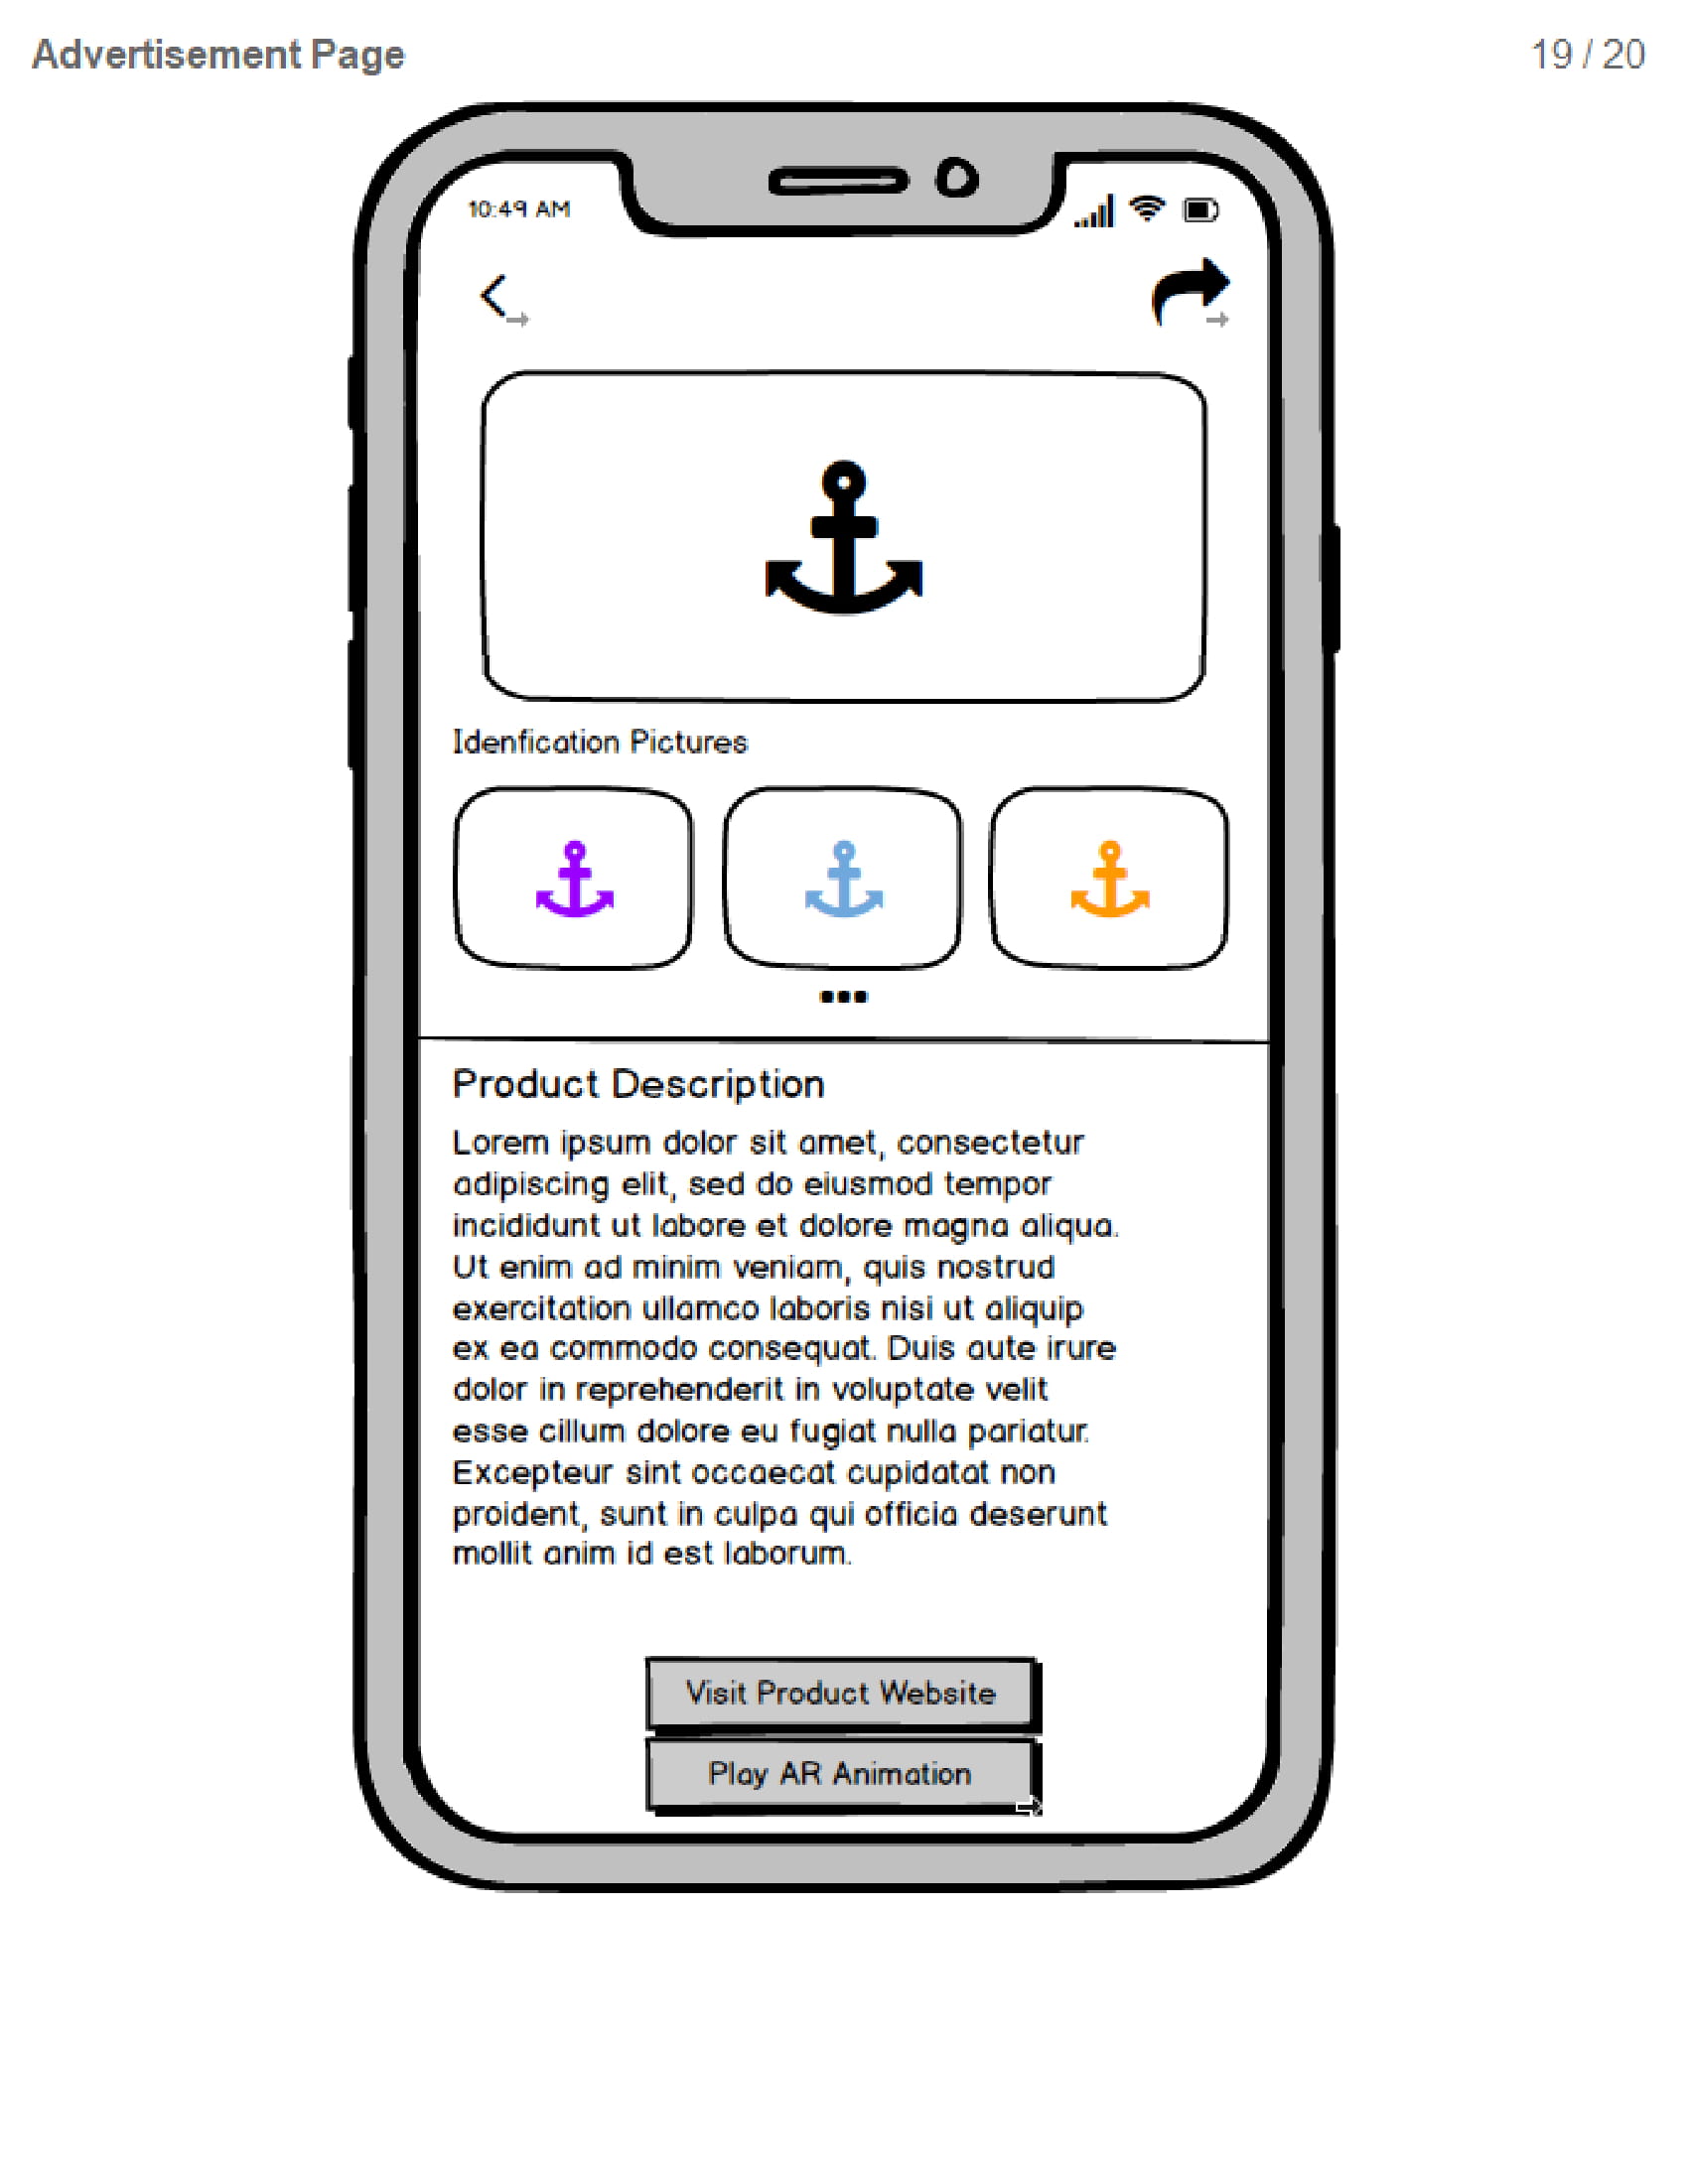 Advertisement Page
19 / 20
10:49 AM
Idenfication Pictures
Product Description
Lorem ipsum dolor sit amet, consectetur
adipiscing elit, sed do eiusmod tempor
incididunt ut labore et dolore magna aliqua.
Ut enim ad minim veniam, quis nostrud
exercitation ullamco laboris nisi ut aliquip
ex ea commodo consequat. Duis aute irure
dolor in reprehenderit in voluptate velit
esse cillum dolore eu fugiat nulla pariatur.
Excepteur sint occaecat cupidatat non
proident, sunt in culpa qui officia deserunt
mollit anim id est laborum.
Visit Product Website
Play AR Animation